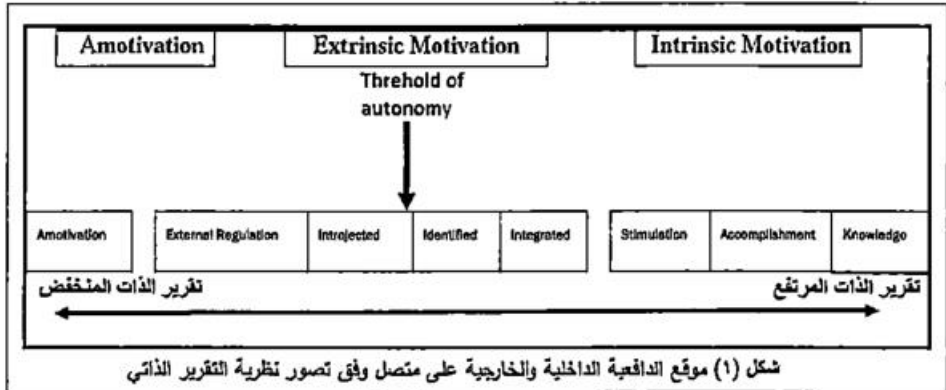 Amotivation Extrinsic Motivation Intrinsic Motivation
Threhold of
autonomy
Amotivation External Regulation Introjected Identified Integrated Stimulation Accomplishment Knowledge
تقرير الذات المنخفض تقرير الذات المرتفع
شكل (١) موقع الدافعية الداخلية والخارجية على متصل وفق تصور نظرية التقرير الذاتي